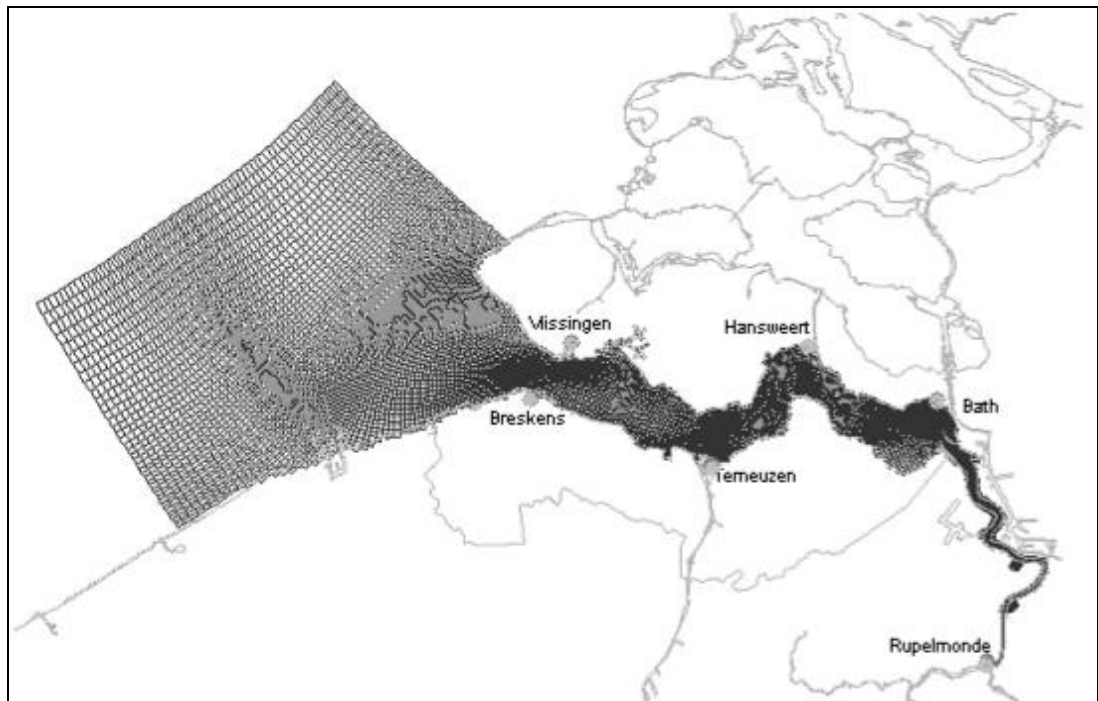 Vlissingen
Hansweert
Breskens
Bath
Terneuzen
Rupelmonde